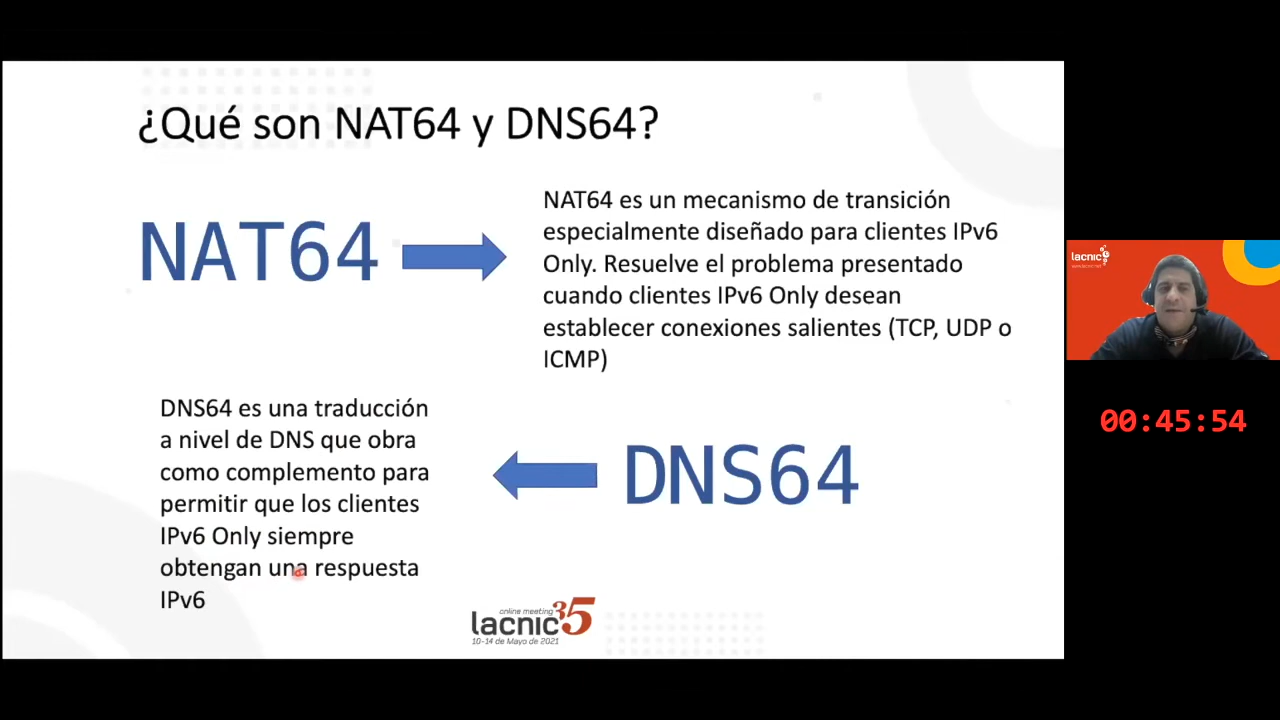 ¿Qué son NAT64 y DNS64?
NAT64
NAT64 es un mecanismo de transición
especialmente diseñado para clientes IPv6
Only. Resuelve el problema presentado
cuando clientes IPv6 Only desean
establecer conexiones salientes (TCP, UDP o
ICMP)
DNS64 es una traducción
a nivel de DNS que obra
como complemento para
permitir que los clientes
IPv6 Only siempre
obtengan una respuesta
IPv6
DNS64
online meeting
lacnic35
10-14 de Mayo de 2021
lacnic
00:45:54